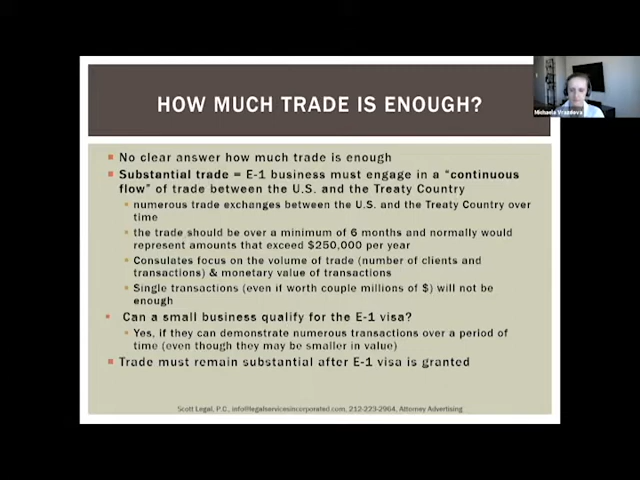 HOW MUCH TRADE IS ENOUGH?
No clear answer how much trade is enough
Substantial trade = E-1 business must engage in a "continuous
flow" of trade between the U.S. and the Treaty Country
numerous trade exchanges between the U.S. and the Treaty Country over
time
the trade should be over a minimum of 6 months and normally would
represent amounts that exceed $250,000 per year
Consulates focus on the volume of trade (number of clients and
transactions) & monetary value of transactions
Single transactions (even if worth couple millions of $) will not be
enough
Can a small business qualify for the E-1 visa?
Yes, if they can demonstrate numerous transactions over a period of
time (even though they may be smaller in value)
Trade must remain substantial after E-1 visa is granted
Scott Legal, P.C., info@legalservicesincorporated.com, 212-223-2964, Attorney Advertising